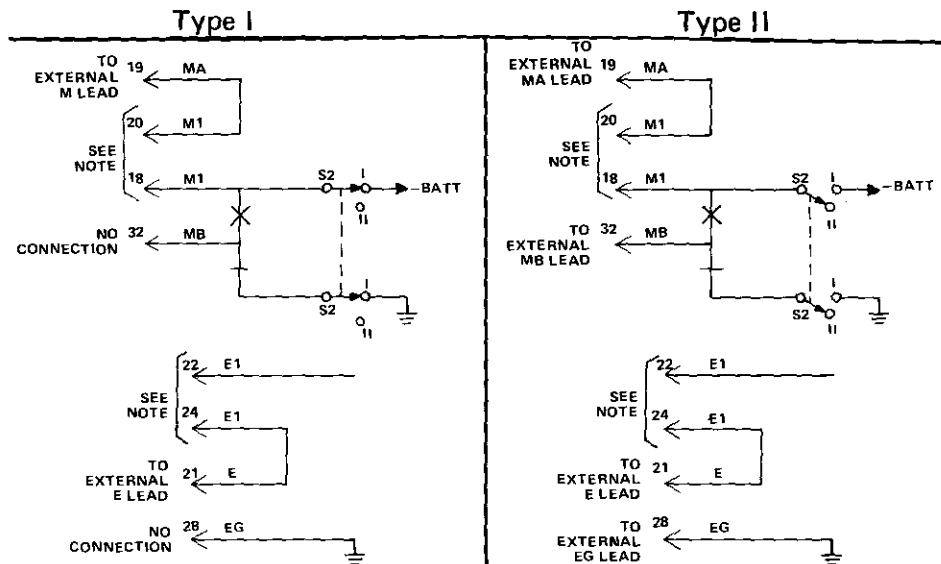 Type I
TO
EXTERNAL
M LEAD
19
MA
20
M1
SEE
NOTE
18
M1
S2
I
-BATT
II
NO
CONNECTION
32
MB
S2
I
II
22
E1
SEE
NOTE
24
E1
TO
EXTERNAL
E LEAD
21
E
NO
CONNECTION
28
EG
Type II
TO
EXTERNAL
MA LEAD
19
MA
20
M1
SEE
NOTE
18
M1
S2
I
-BATT
II
TO
EXTERNAL
MB LEAD
32
MB
S2
I
II
22
E1
SEE
NOTE
24
E1
TO
EXTERNAL
E LEAD
21
E
TO
EXTERNAL
EG LEAD
28
EG